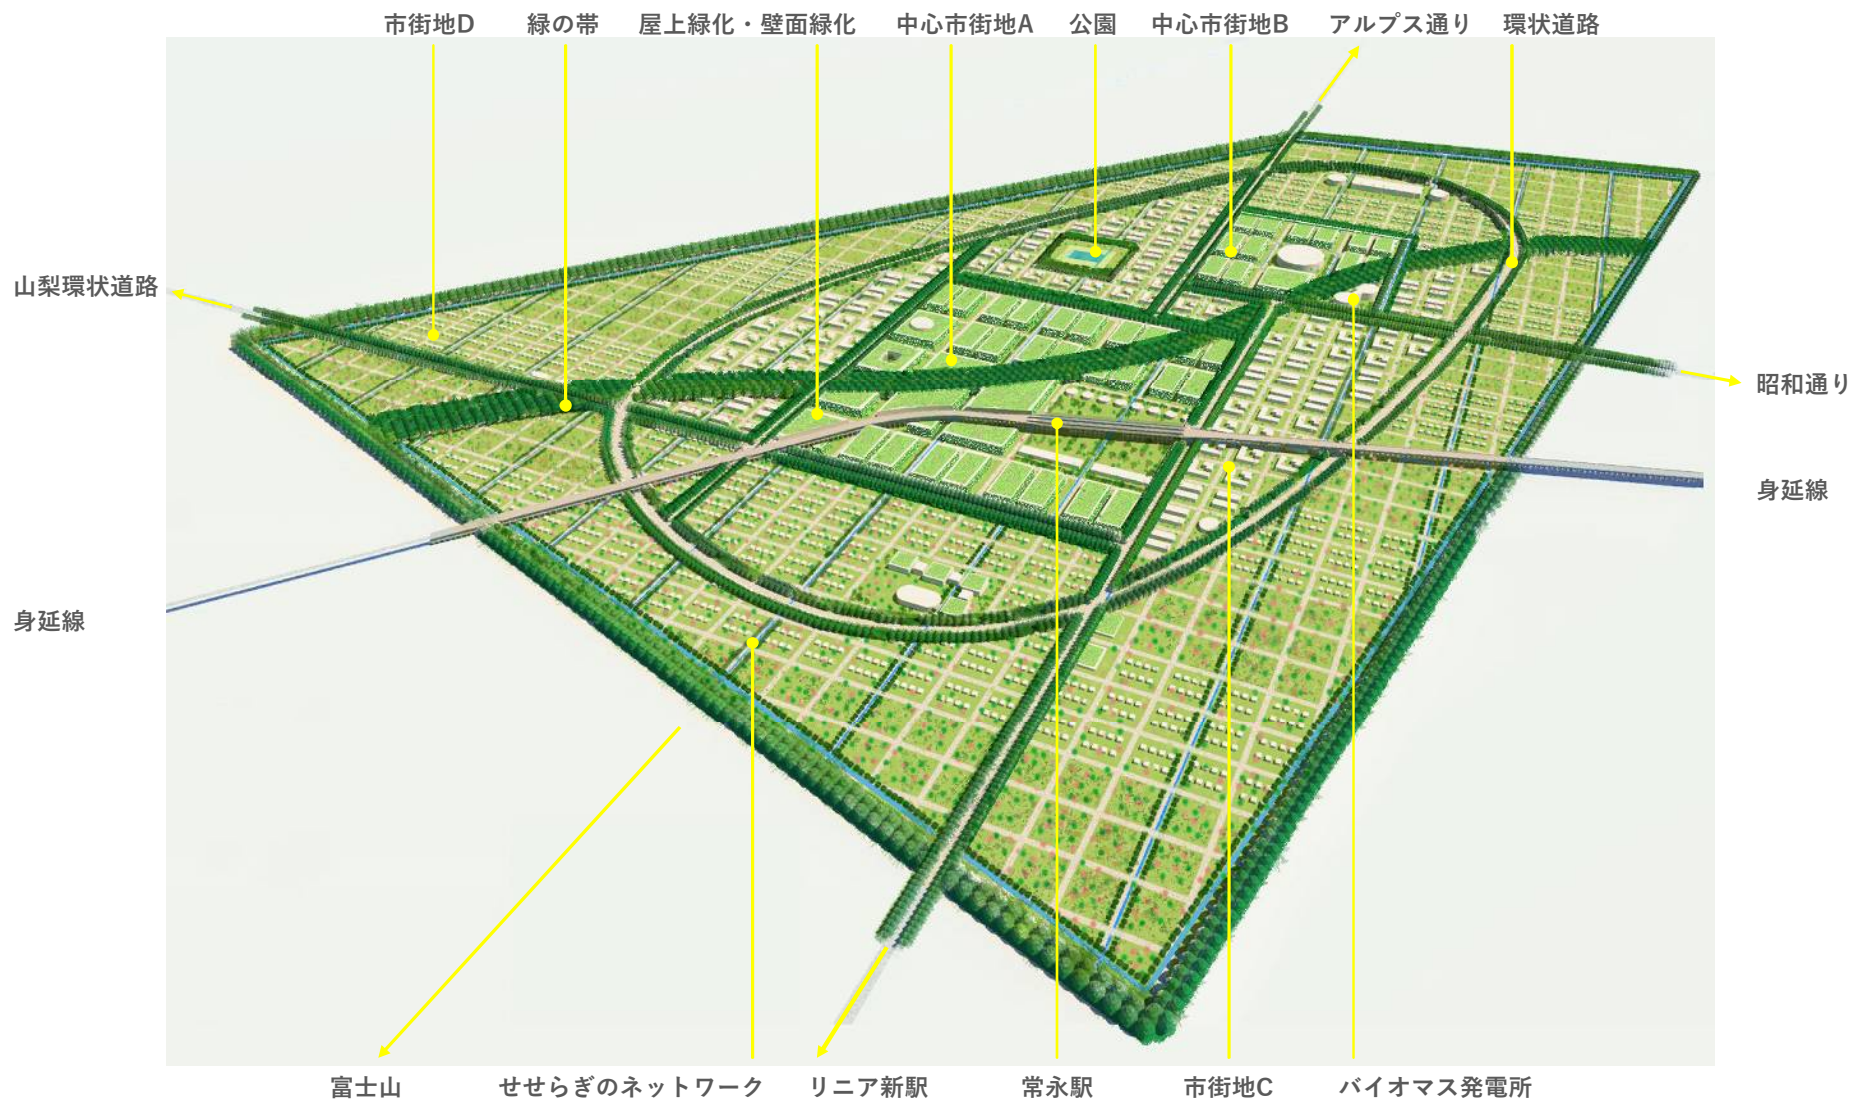 市街地D
緑の帯
屋上緑化・壁面緑化
中心市街地A
公園
中心市街地B
アルプス通り
環状道路
山梨環状道路
昭和通り
身延線
身延線
富士山
せせらぎのネットワーク
リニア新駅
常永駅
市街地C
バイオマス発電所